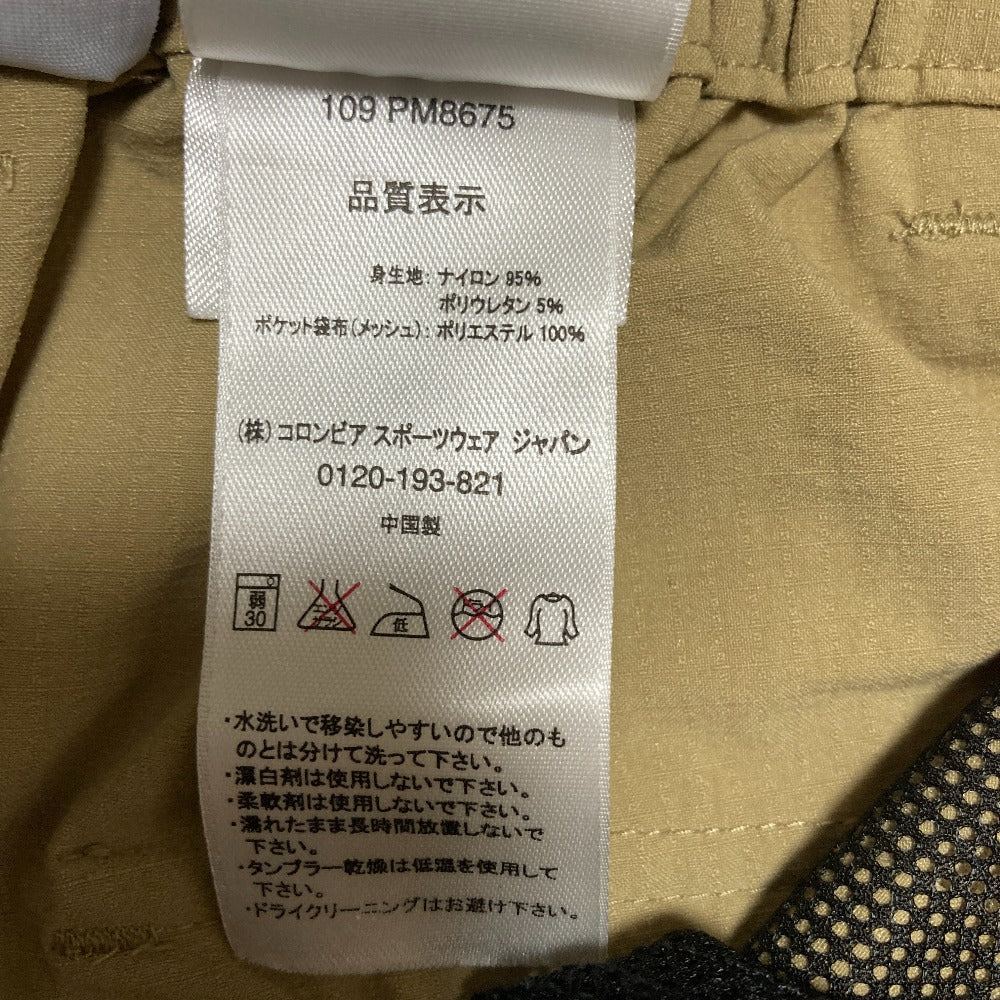 109 PM8675
品質表示
身生地: ナイロン 95%
ポリウレタン 5%
ポケット袋布(メッシュ): ポリエステル 100%
(株) コロンビア スポーツウェア ジャパン
0120-193-821
中国製
弱
30
低
・水洗いで移染しやすいので他のも
のとは分けて洗って下さい。
・漂白剤は使用しないで下さい。
・柔軟剤は使用しないで下さい。
・濡れたまま長時間放置しないで
下さい。
・タンブラー乾燥は低温を使用して
下さい。
・ドライクリーニングはお避け下さい。